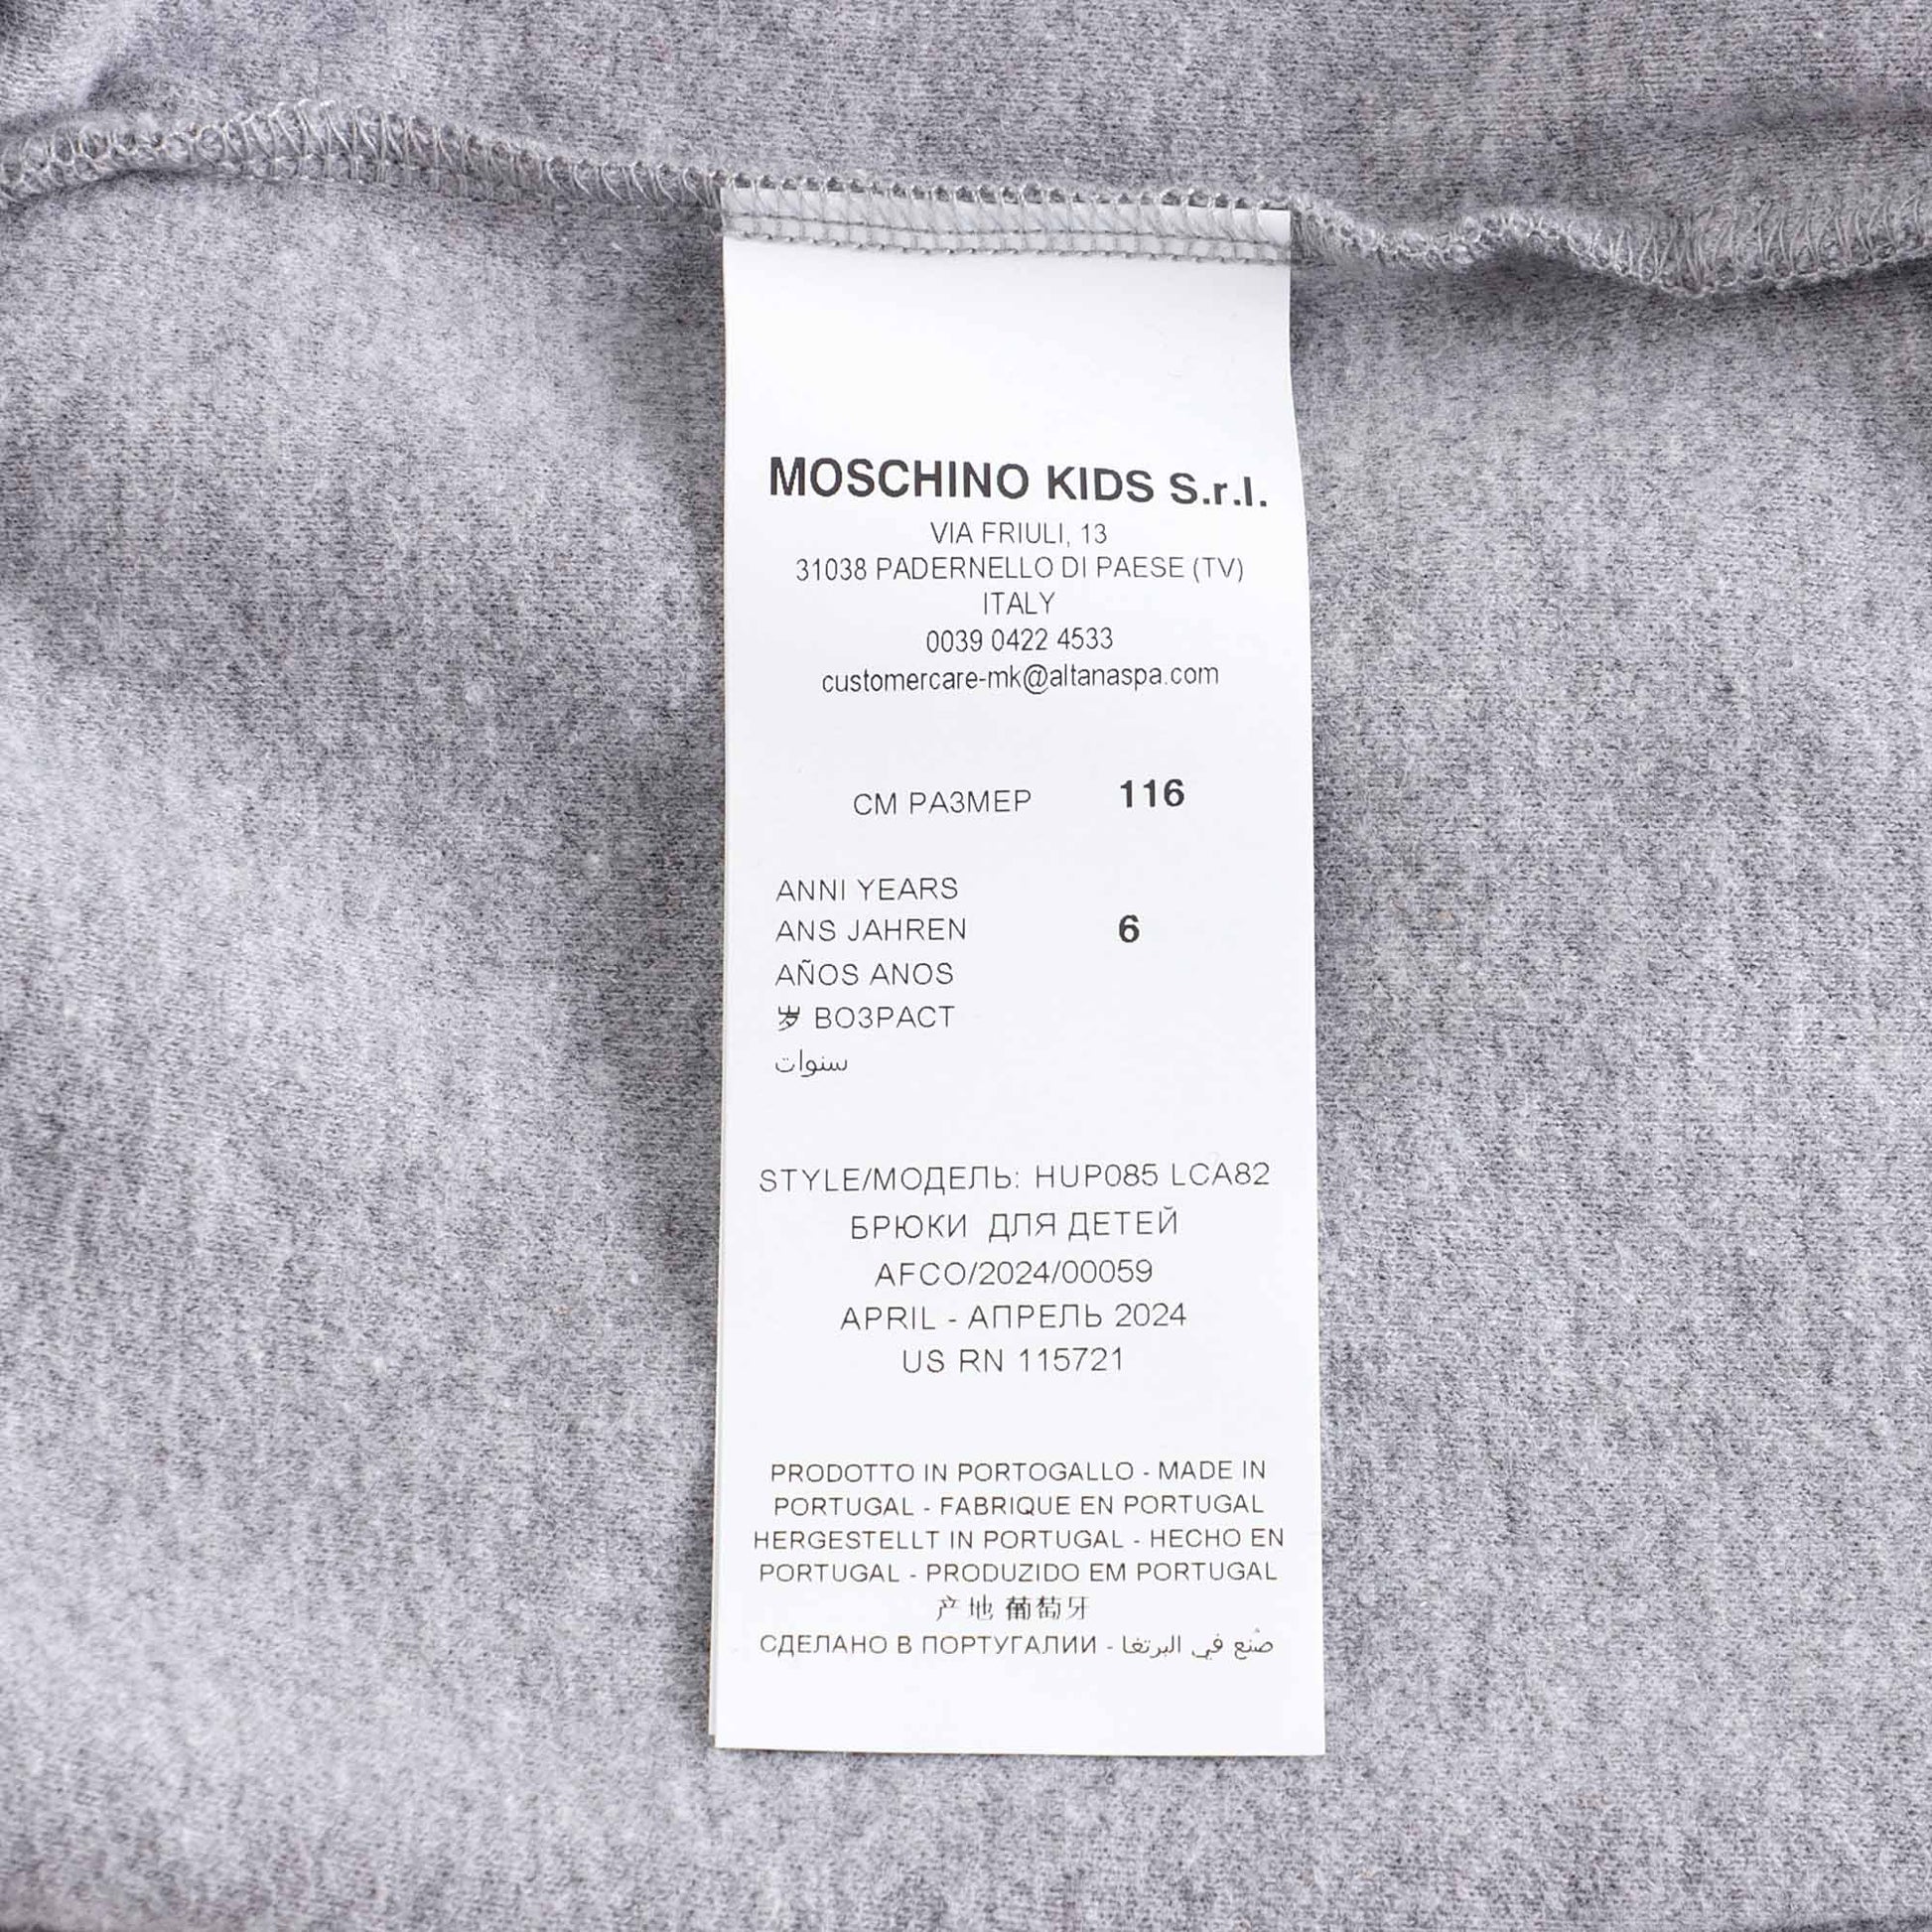 MOSCHINO KIDS S.r.l.
VIA FRIULI, 13
31038 PADERNELLO DI PAESE (TV)
ITALY
0039 0422 4533
customercare-mk@altanaspa.com
СМ РАЗМЕР 116
ANNI YEARS
ANS JAHREN 6
AÑOS ANOS
岁 ВОЗРАСТ
سنوات
STYLE/МОДЕЛЬ: HUP085 LCA82
БРЮКИ ДЛЯ ДЕТЕЙ
AFCO/2024/00059
APRIL - АПРЕЛЬ 2024
US RN 115721
PRODOTTO IN PORTOGALLO - MADE IN
PORTUGAL - FABRIQUE EN PORTUGAL
HERGESTELLT IN PORTUGAL - HECHO EN
PORTUGAL - PRODUZIDO EM PORTUGAL
产地 葡萄牙
СДЕЛАНО В ПОРТУГАЛИИ - صنع في البرتغا